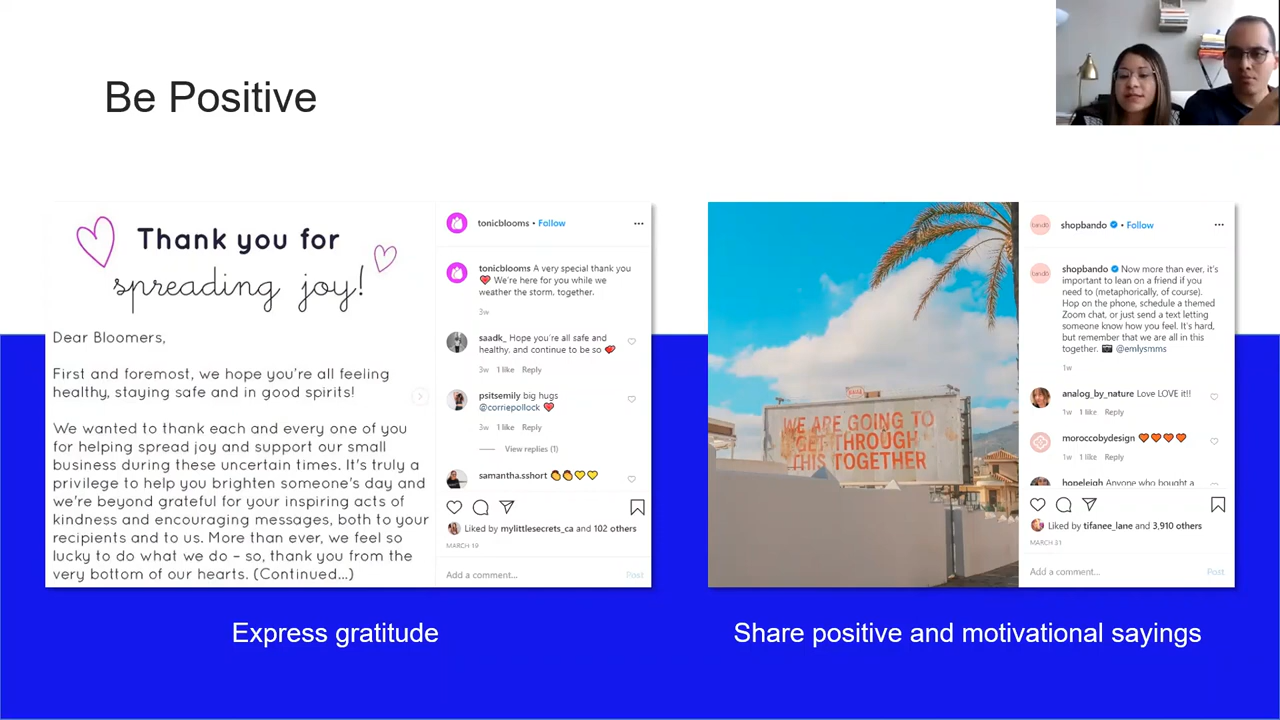 Be Positive
Thank you for
spreading joy!
Dear Bloomers,
First and foremost, we hope you're all feeling
healthy, staying safe and in good spirits!
We wanted to thank each and every one of you
for helping spread joy and support our small
business during these uncertain times. It's truly a
privilege to help you brighten someone's day and
we're beyond grateful for your inspiring acts of
kindness and encouraging messages, both to your
recipients and to us. More than ever, we feel so
lucky to do what we do – so, thank you from the
very bottom of our hearts. (Continued...)
tonicblooms • Follow
tonicblooms A very special thank you
❤️ We're here for you while we
weather the storm, together.
3w
saadk_ Hope you're all safe and
healthy, and continue to be so 💕
3w 1 like Reply
psitsemily big hugs
@corriepollock ❤️
3w 1 like Reply
View replies (1)
samantha.sshort 👏👏💛💛
Liked by mylittlesecrets_ca and 102 others
MARCH 19
Add a comment...
Post
Express gratitude
WE ARE GOING TO
GET THROUGH
THIS TOGETHER
bando
shopbando • Follow
bando
shopbando Now more than ever, it's
important to lean on a friend if you
need to (metaphorically, of course).
Hop on the phone, schedule a themed
Zoom chat, or just send a text letting
someone know how you feel. It's hard,
but remember that we are all in this
together. 📷 @emlysmms
1w
analog_by_nature Love LOVE it!!
1w 1 like Reply
moroccobydesign 🧡🧡🧡🧡
1w 1 like Reply
hopeleigh Anyone who bought a
Liked by tifanee_lane and 3,910 others
MARCH 31
Add a comment...
Post
Share positive and motivational sayings